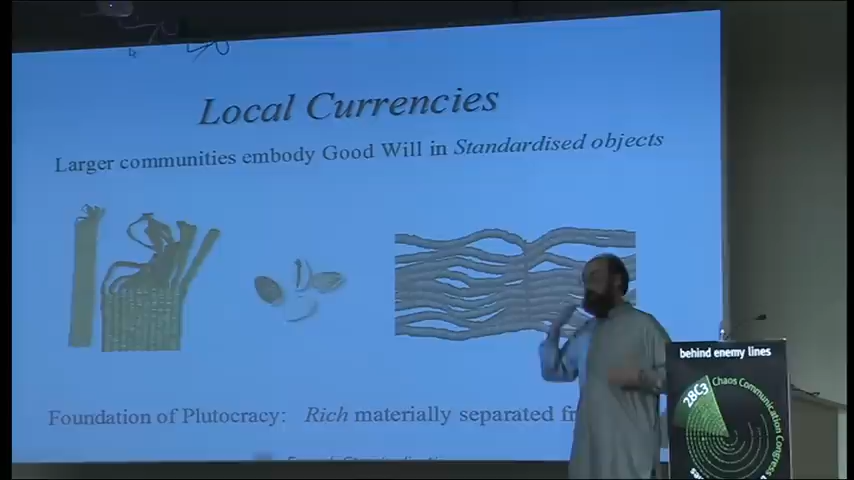 Local Currencies
Larger communities embody Good Will in Standardised objects
Foundation of Plutocracy: Rich materially separated
behind enemy lines
28C3
Chaos Communication Congress